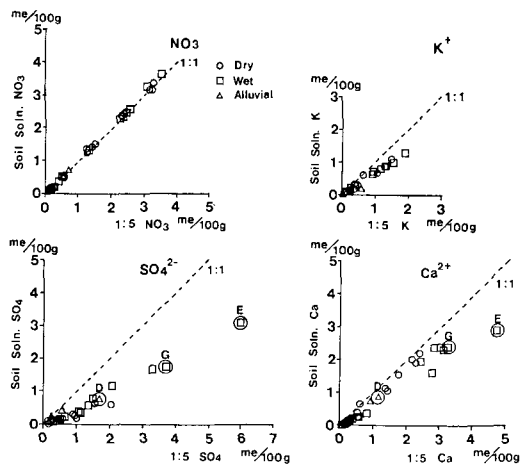 me/100g
NO3
1:1
Dry
Wet
Alluvial
Soil Soln. NO3
5
4
3
2
1
0
0 1 2 3 4 5
1:5 NO3 me/100g
K+
me/100g
1:1
Soil Soln. K
3
2
1
0
0 1 2 3
1:5 K me/100g
me/100g
SO4 2-
1:1
E
G
D
Soil Soln. SO4
5
4
3
2
1
0
0 1 2 3 4 5 6 7
1:5 SO4 me/100g
me/100g
Ca2+
1:1
E
G
D
Soil Soln. Ca
5
4
3
2
1
0
0 1 2 3 4 5
1:5 Ca me/100g